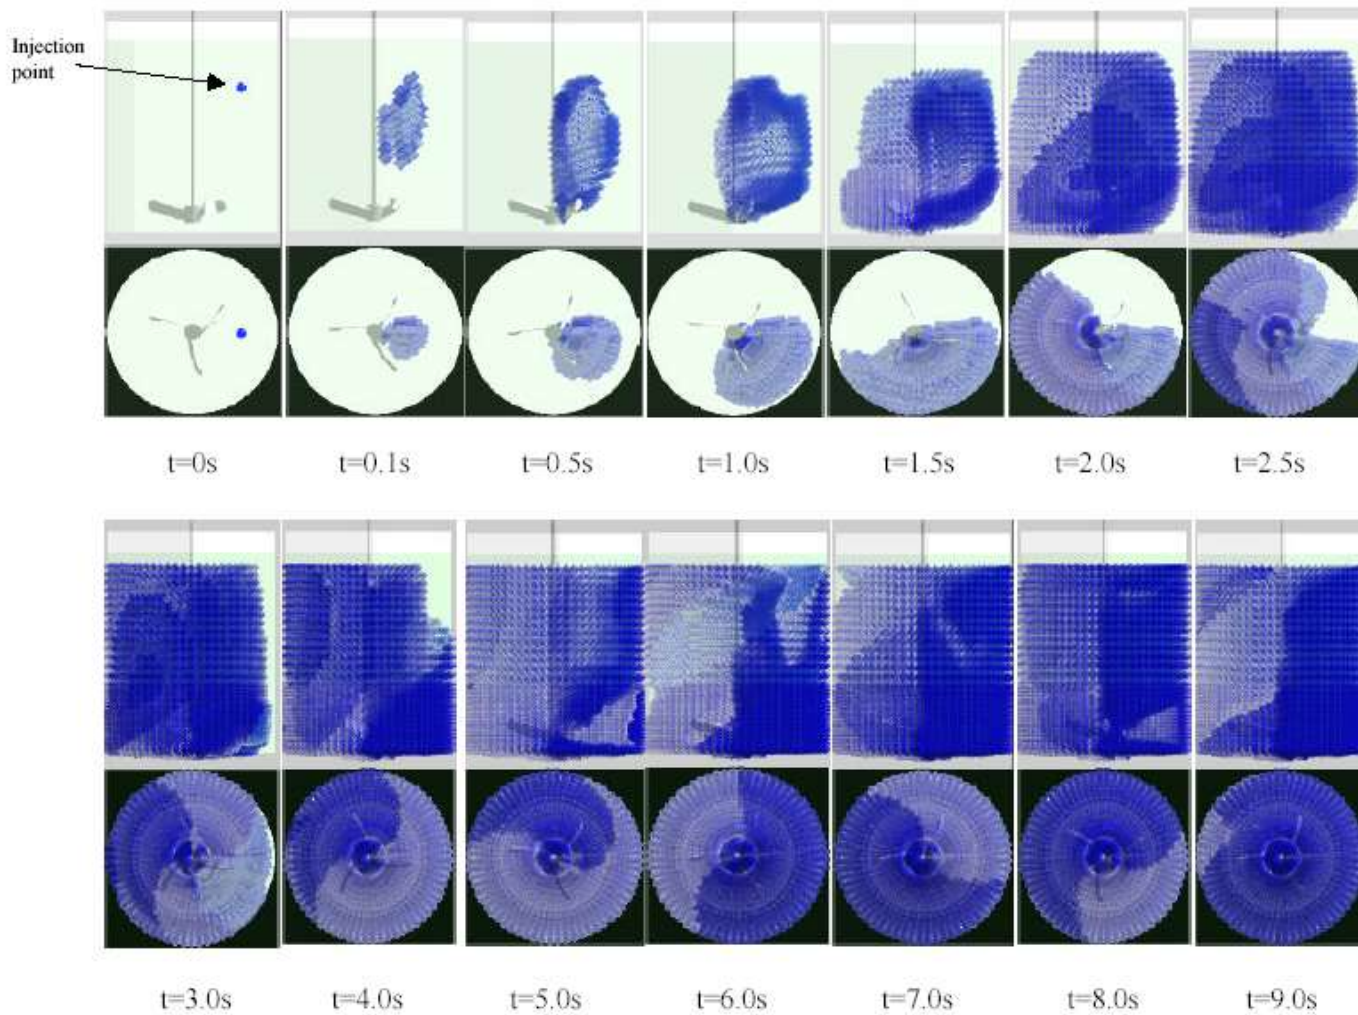 Injection
point
t=0s
t=0.1s
t=0.5s
t=1.0s
t=1.5s
t=2.0s
t=2.5s
t=3.0s
t=4.0s
t=5.0s
t=6.0s
t=7.0s
t=8.0s
t=9.0s